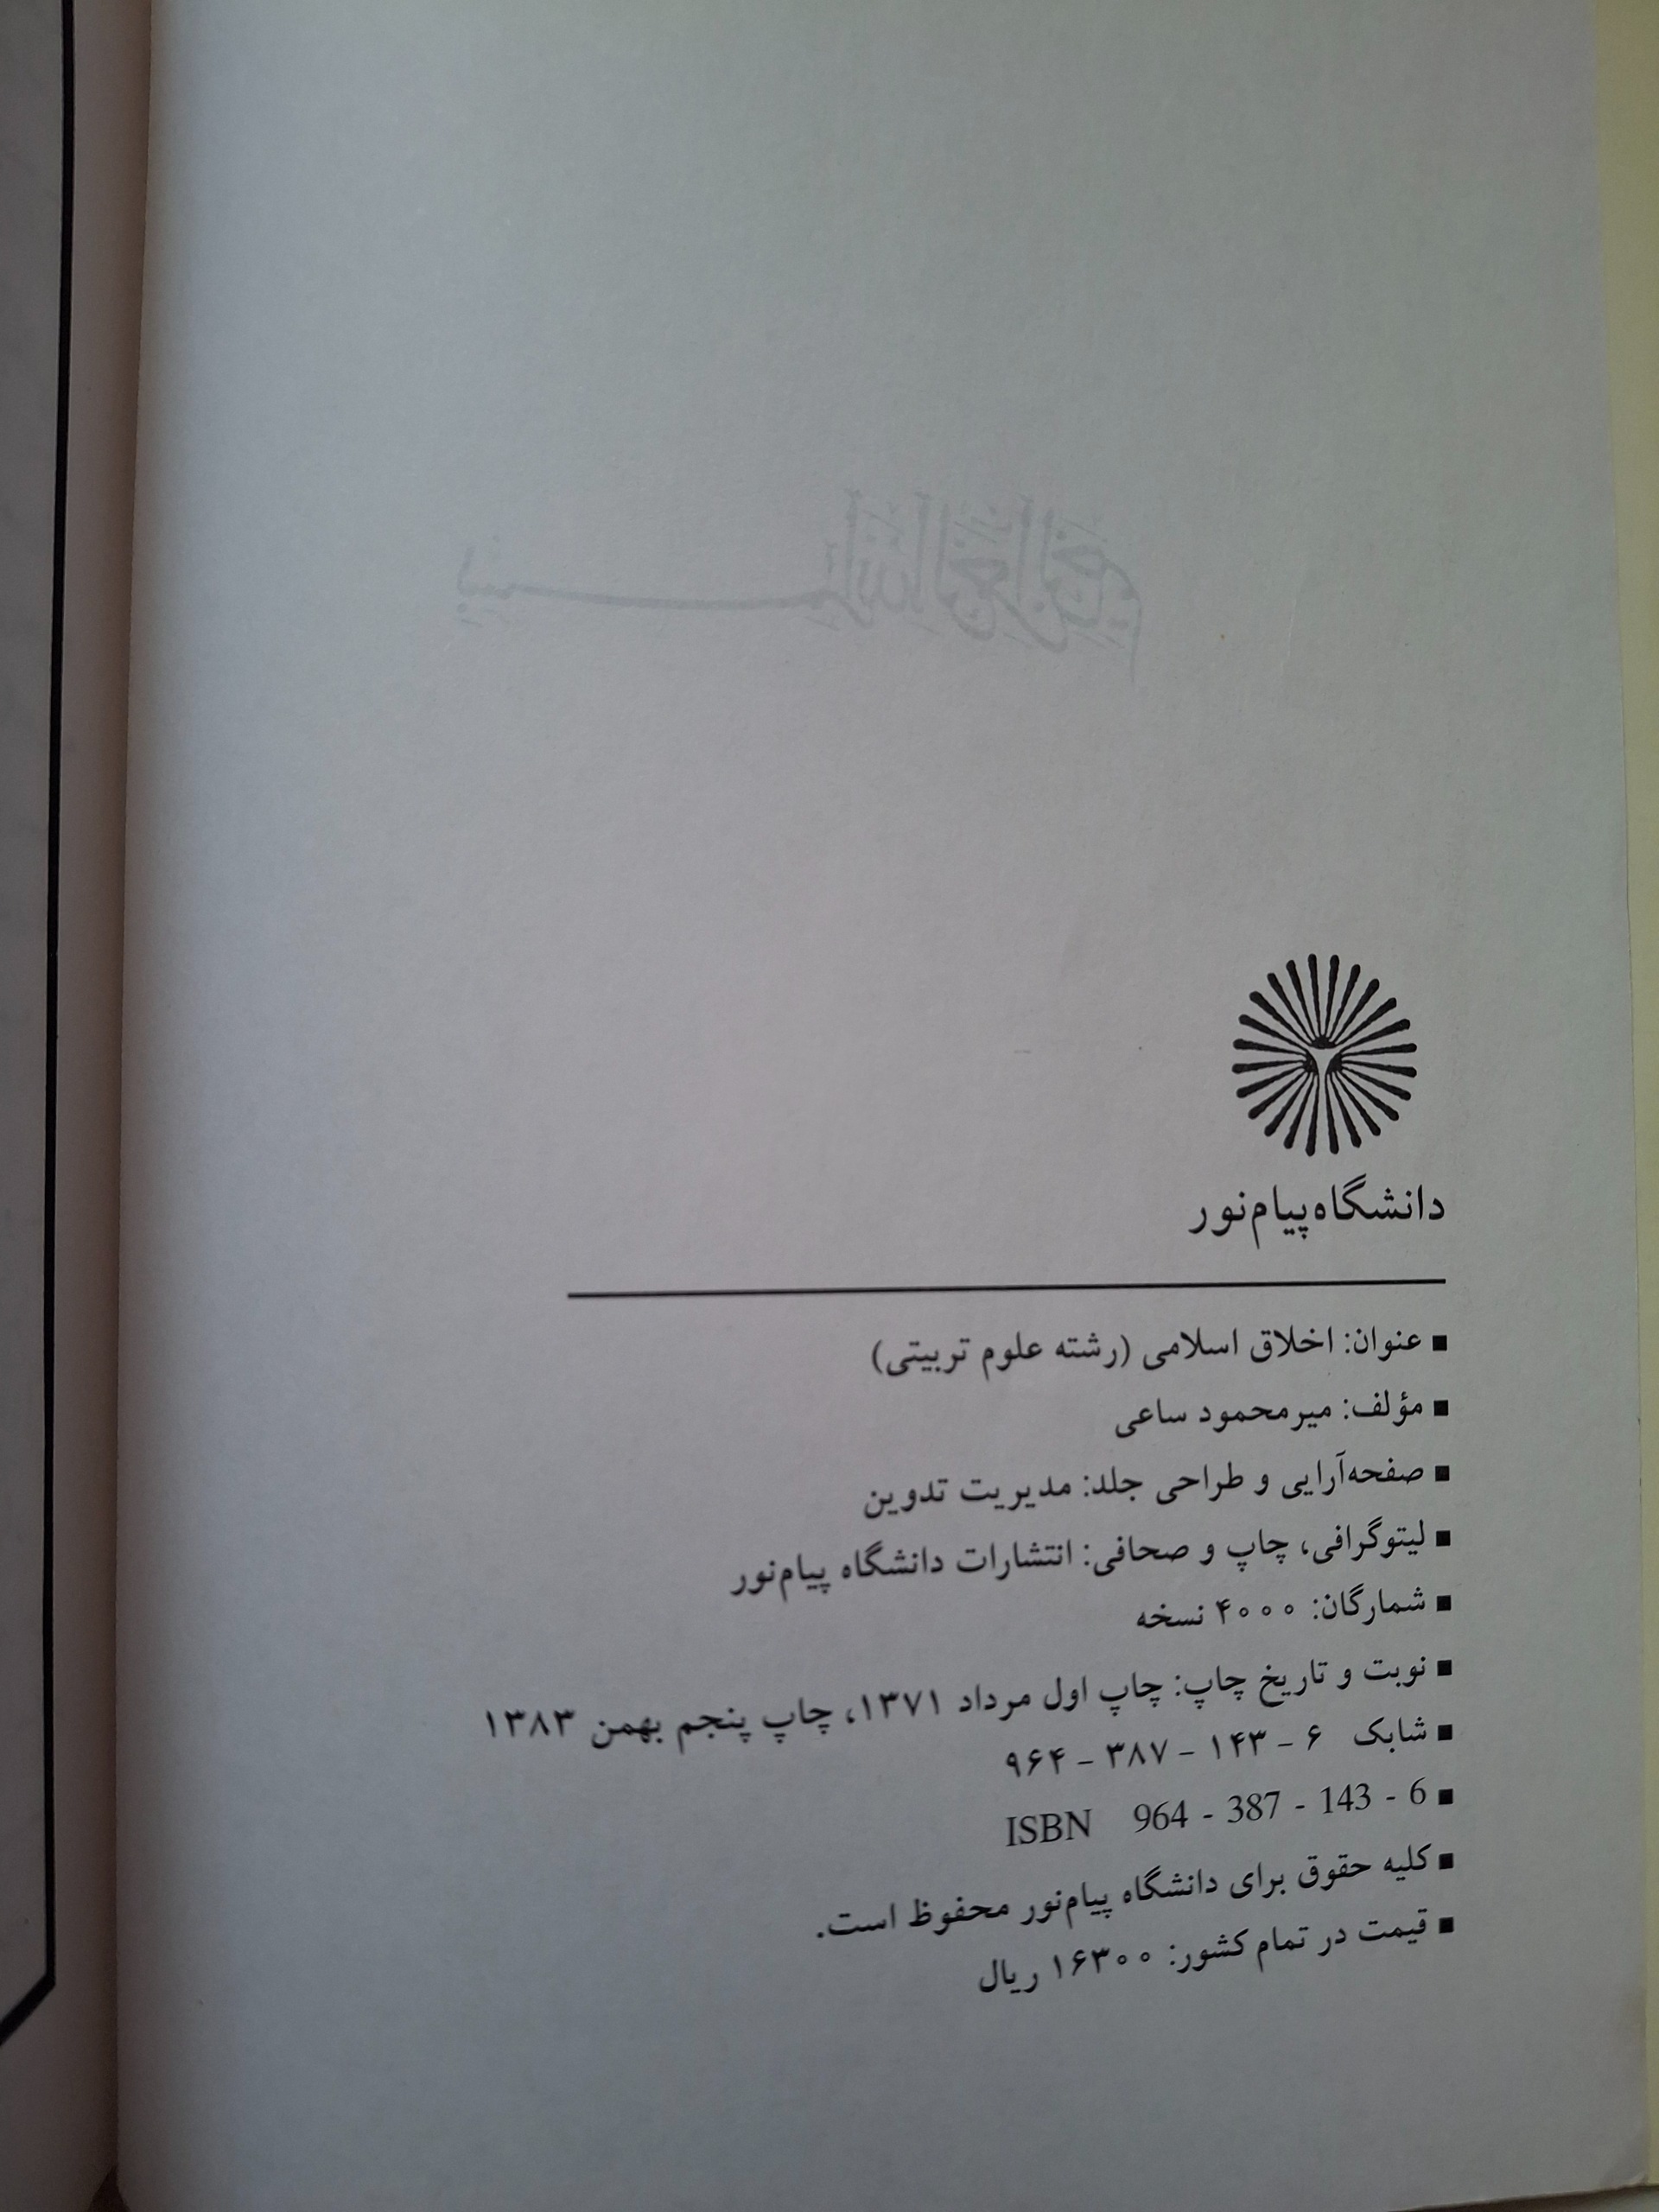 دانشگاه پیام‌نور
■ عنوان: اخلاق اسلامی (رشته علوم تربیتی)
■ مؤلف: میرمحمود ساعی
■ صفحه‌آرایی و طراحی جلد: مدیریت تدوین
■ لیتوگرافی، چاپ و صحافی: انتشارات دانشگاه پیام‌نور
■ شمارگان: ۴۰۰۰ نسخه
■ نوبت و تاریخ چاپ: چاپ اول مرداد ۱۳۷۱، چاپ پنجم بهمن ۱۳۸۳
■ شابک ۶ - ۱۴۳ - ۳۸۷ - ۹۶۴
■ ISBN 964 - 387 - 143 - 6
■ کلیه حقوق برای دانشگاه پیام‌نور محفوظ است.
■ قیمت در تمام کشور: ۱۶۳۰۰ ریال